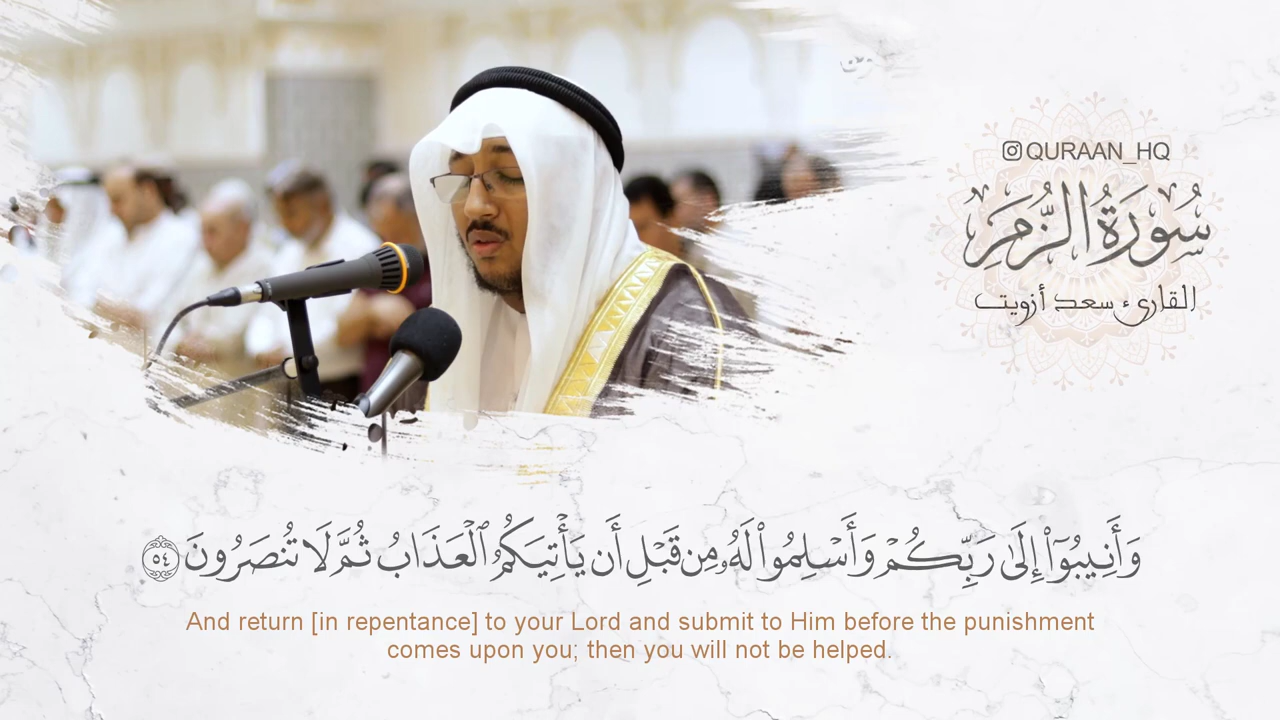 QURAAN_HQ
سُورَةُ الزُّمَرِ
القارئ سعد أزويت
وَأَنِيبُوٓا۟ إِلَىٰ رَبِّكُمْ وَأَسْلِمُوا۟ لَهُۥ مِن قَبْلِ أَن يَأْتِيَكُمُ ٱلْعَذَابُ ثُمَّ لَا تُنصَرُونَ ٥٤
And return [in repentance] to your Lord and submit to Him before the punishment
comes upon you; then you will not be helped.